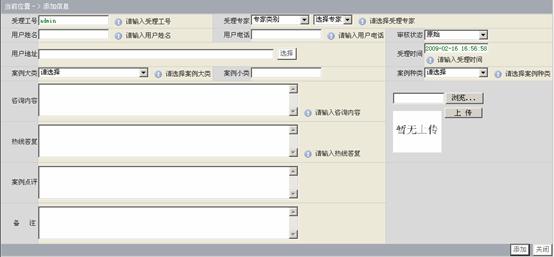 当前位置 -> 添加信息
受理工号 admin 请输入受理工号 受理专家 专家类别 选择专家 请选择受理专家
用户姓名 请输入用户姓名 用户电话 请输入用户电话 审核状态 原始
用户地址 选择 受理时间 2009-02-16 16:56:58 请输入受理时间
案例大类 请选择 请选择案例大类 案例小类 案例种类 请选择 请选择案例种类
咨询内容 请输入咨询内容
浏览...
上 传
暂无上传
热线答复 请输入热线答复
案例点评
备 注
添加 关闭